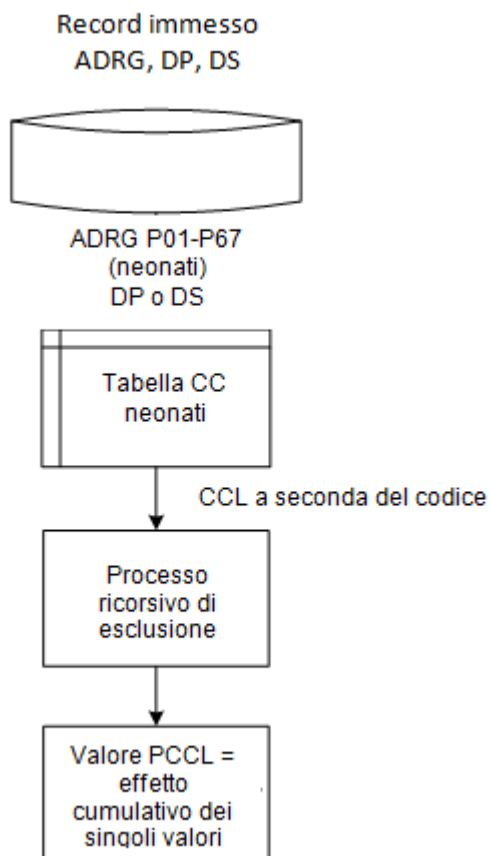 Record immesso
ADRG, DP, DS
ADRG P01-P67
(neonati)
DP o DS
Tabella CC
neonati
CCL a seconda del codice
Processo
ricorsivo di
esclusione
Valore PCCL =
effetto
cumulativo dei
singoli valori